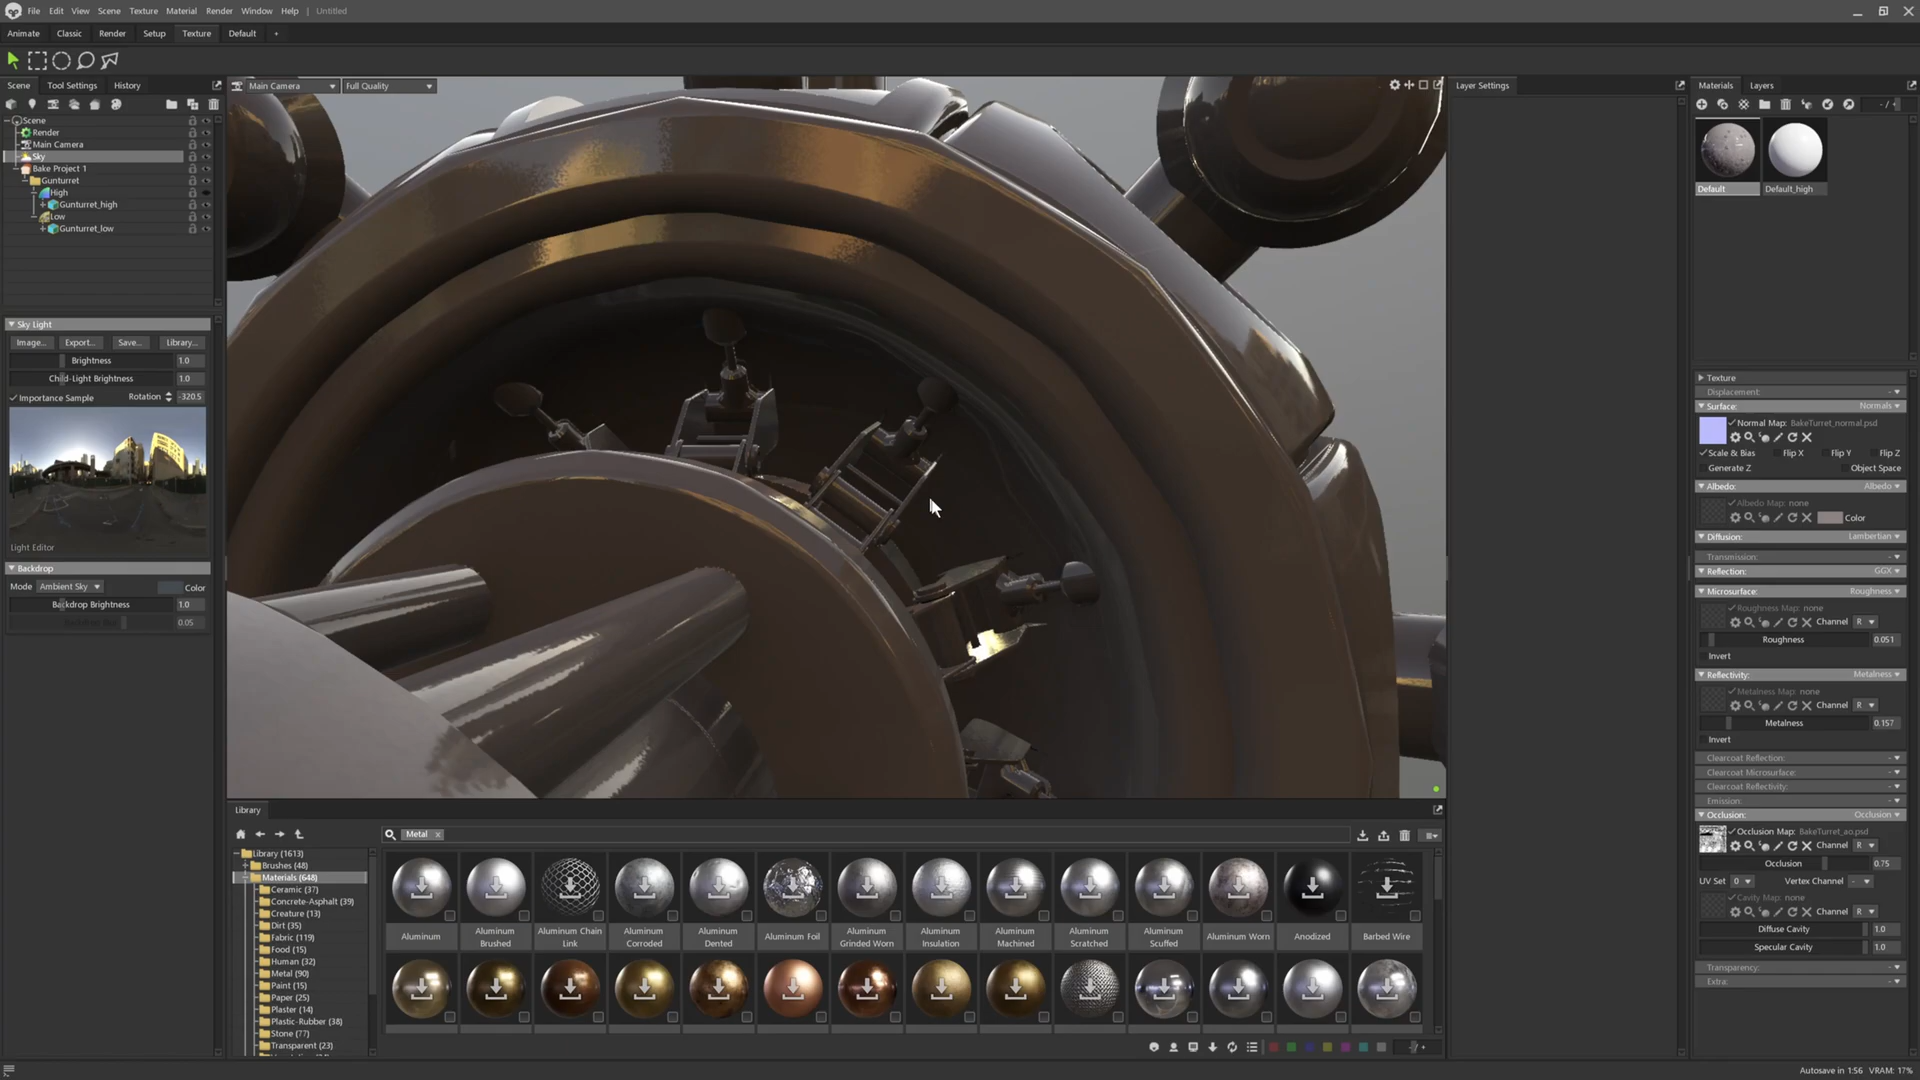 File Edit View Scene Texture Material Render Window Help | Untitled
Animate Classic Render Setup Texture Default +
Scene Tool Settings History
Scene
Render
Main Camera
Sky
Bake Project 1
Gunturret
High
Gunturret_high
Low
Gunturret_low
Sky Light
Image... Export... Save... Library...
Brightness 1.0
Child-Light Brightness 1.0
Importance Sample Rotation -320.5
Light Editor
Backdrop
Mode Ambient Sky Color
Backdrop Brightness 1.0
0.05
Main Camera Full Quality
Library
Metal x
Library (1613)
Brushes (48)
Materials (648)
Ceramic (37)
Concrete-Asphalt (39)
Creature (13)
Dirt (35)
Fabric (119)
Food (15)
Human (32)
Metal (90)
Paint (15)
Paper (25)
Plaster (14)
Plastic-Rubber (38)
Stone (77)
Transparent (23)
Aluminum
Aluminum Brushed
Aluminum Chain Link
Aluminum Corroded
Aluminum Dented
Aluminum Foil
Aluminum Grinded Worn
Aluminum Insulation
Aluminum Machined
Aluminum Scratched
Aluminum Scuffed
Aluminum Worn
Anodized
Barbed Wire
Layer Settings
Materials Layers
Default Default_high
Texture
Displacement:
Surface: Normals
Normal Map: BakeTurret_normal.psd
Scale & Bias Flip X Flip Y Flip Z
Generate Z Object Space
Albedo: Albedo
Albedo Map: none
Color
Diffusion: Lambertian
Transmission:
Reflection: GGX
Microsurface: Roughness
Roughness Map: none
Channel R
Roughness 0.051
Invert
Reflectivity: Metalness
Metalness Map: none
Channel R
Metalness 0.157
Invert
Clearcoat Reflection:
Clearcoat Microsurface:
Clearcoat Reflectivity:
Emission:
Occlusion: Occlusion
Occlusion Map: BakeTurret_ao.psd
Channel R
Occlusion 0.75
UV Set 0 Vertex Channel -
Cavity Map: none
Channel R
Diffuse Cavity 1.0
Specular Cavity 1.0
Transparency:
Extra:
Autosave in 1:56 VRAM: 17%